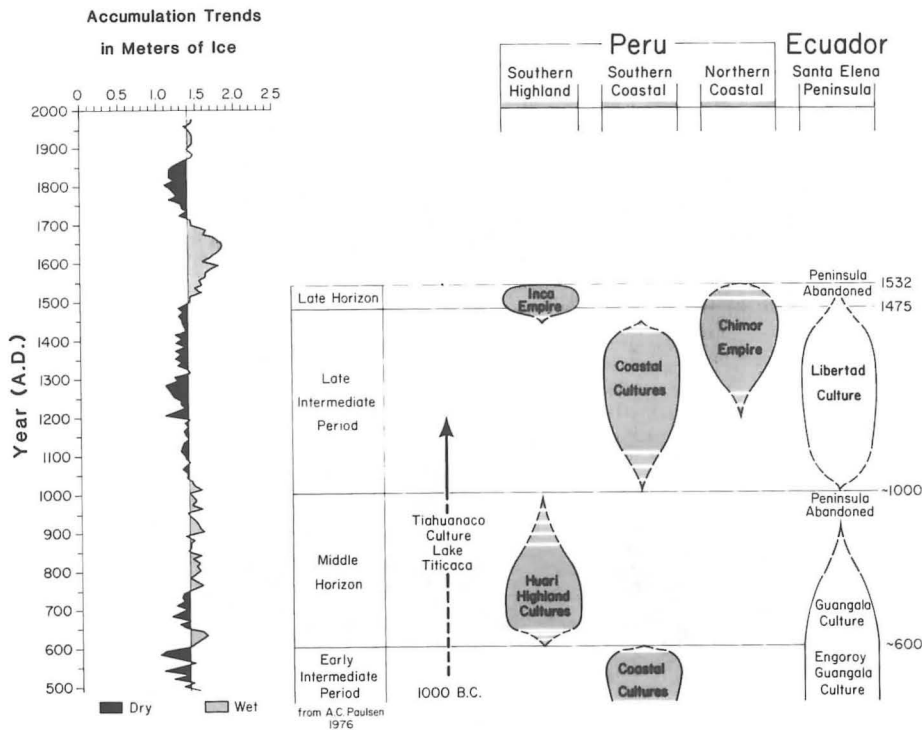 Accumulation Trends
in Meters of Ice
0.5 1.0 1.5 2.0 2.5
Year (A.D.)
2000
1900
1800
1700
1600
1500
1400
1300
1200
1100
1000
900
800
700
600
500
Dry
Wet
Peru
Ecuador
Southern
Highland
Southern
Coastal
Northern
Coastal
Santa Elena
Peninsula
Late Horizon
Late
Intermediate
Period
Middle
Horizon
Early
Intermediate
Period
from A.C. Paulsen
1976
Tiahuanaco
Culture
Lake
Titicaca
1000 B.C.
Inca
Empire
Huari
Highland
Cultures
Coastal
Cultures
Coastal
Cultures
Chimor
Empire
Peninsula
Abandoned
Libertad
Culture
Peninsula
Abandoned
Guangala
Culture
Engoroy
Guangala
Culture
1532
1475
~1000
~600